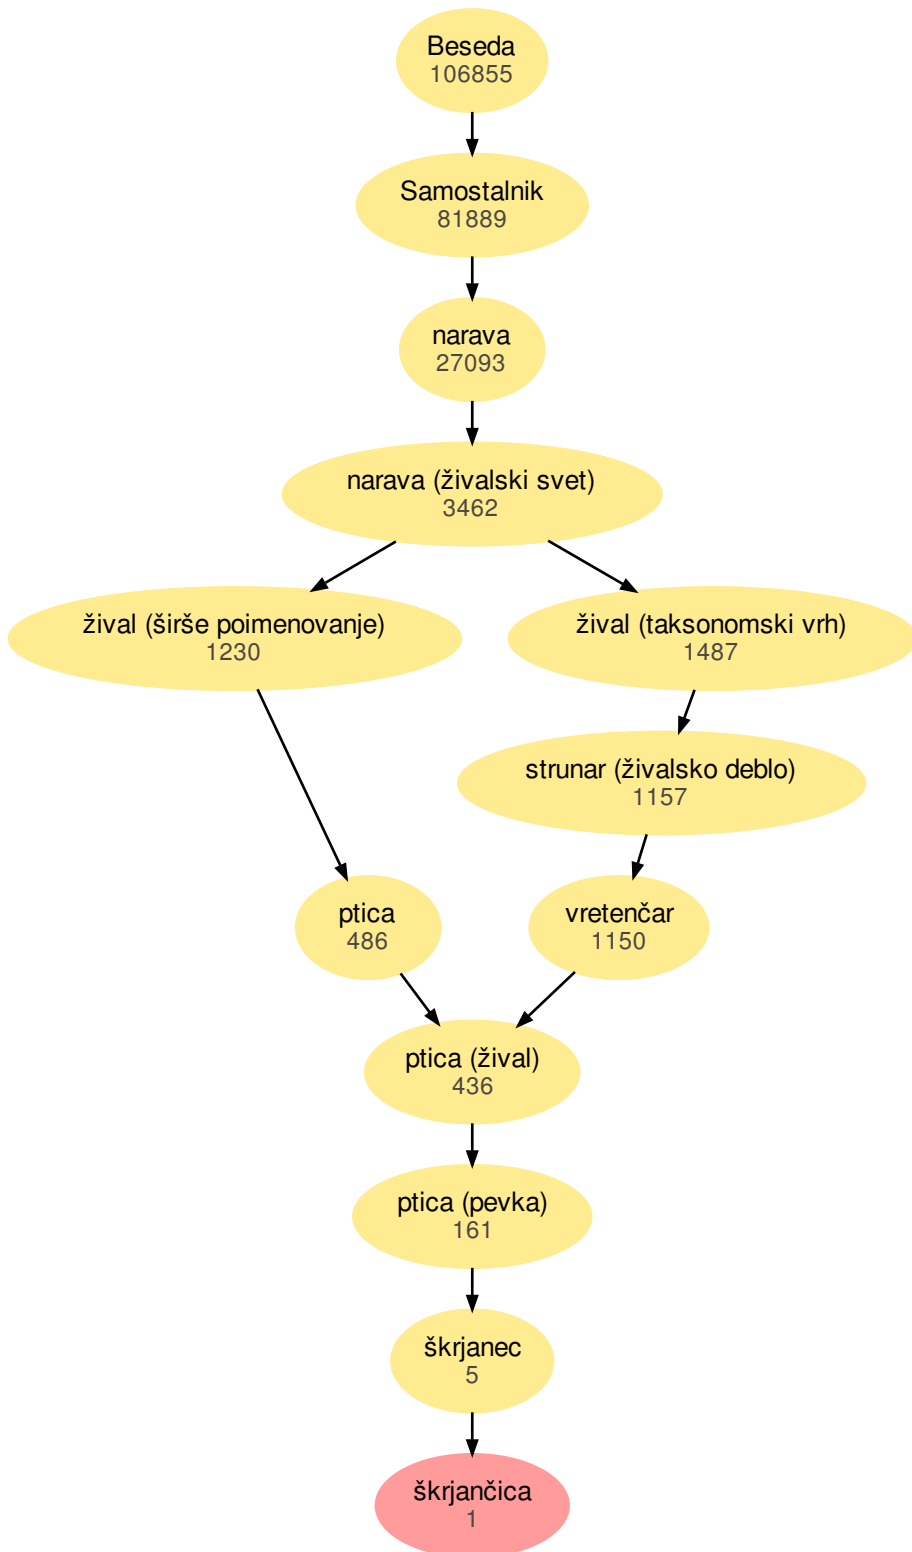 Beseda
106855
Samostalnik
81889
narava
27093
narava (živalski svet)
3462
žival (širše poimenovanje)
1230
žival (taksonomski vrh)
1487
strunar (živalsko deblo)
1157
ptica
486
vretenčar
1150
ptica (žival)
436
ptica (pevka)
161
škrjanec
5
škrjančica
1